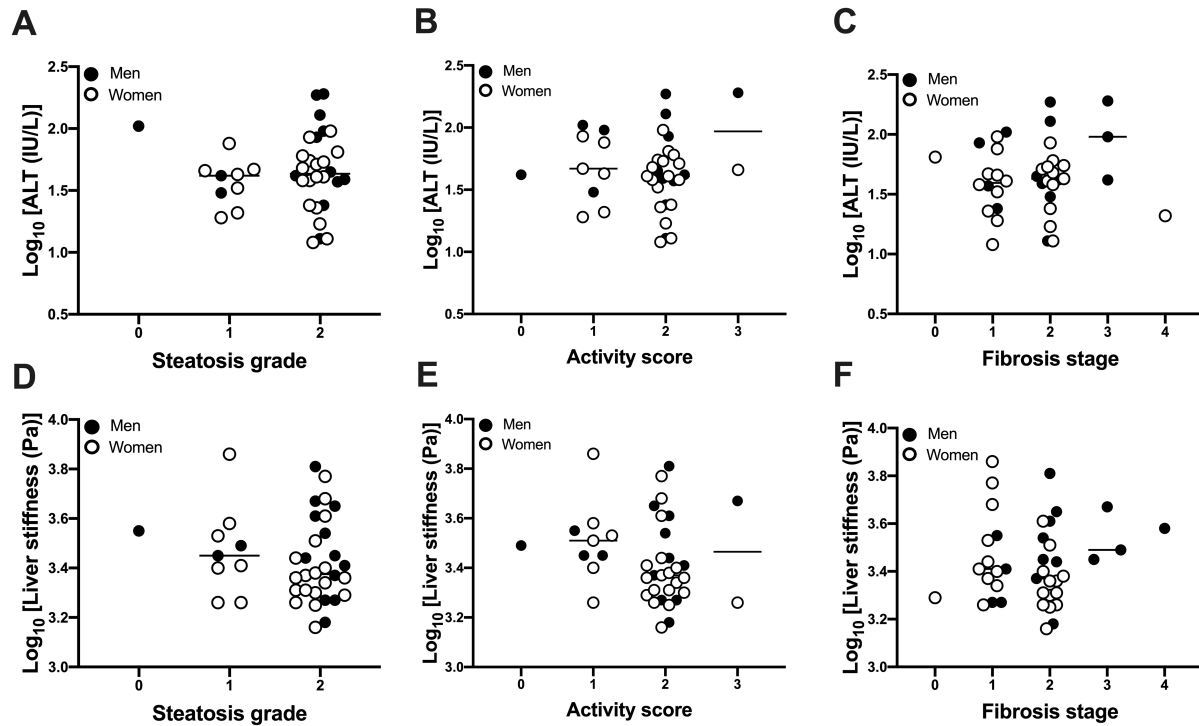 A
Log10 [ALT (IU/L)]
2.5
2.0
1.5
1.0
0.5
Men
Women
0 1 2
Steatosis grade
B
Log10 [ALT (IU/L)]
2.5
2.0
1.5
1.0
0.5
Men
Women
0 1 2 3
Activity score
C
Log10 [ALT (IU/L)]
2.5
2.0
1.5
1.0
0.5
Men
Women
0 1 2 3 4
Fibrosis stage
D
Log10 [Liver stiffness (Pa)]
4.0
3.8
3.6
3.4
3.2
3.0
Men
Women
0 1 2
Steatosis grade
E
Log10 [Liver stiffness (Pa)]
4.0
3.8
3.6
3.4
3.2
3.0
Men
Women
0 1 2 3
Activity score
F
Log10 [Liver stiffness (Pa)]
4.0
3.8
3.6
3.4
3.2
3.0
Men
Women
0 1 2 3 4
Fibrosis stage